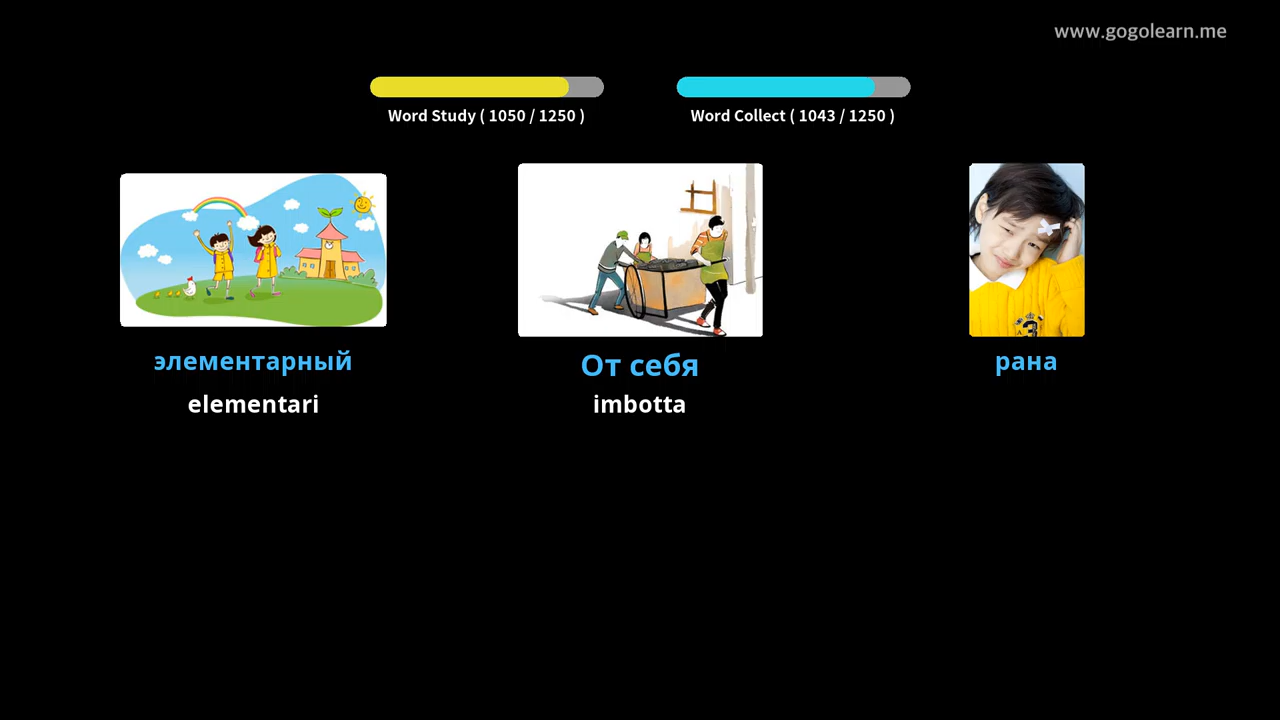 www.gogolearn.me
Word Study ( 1050 / 1250 )
Word Collect ( 1043 / 1250 )
элементарный
От себя
рана
elementari
imbotta